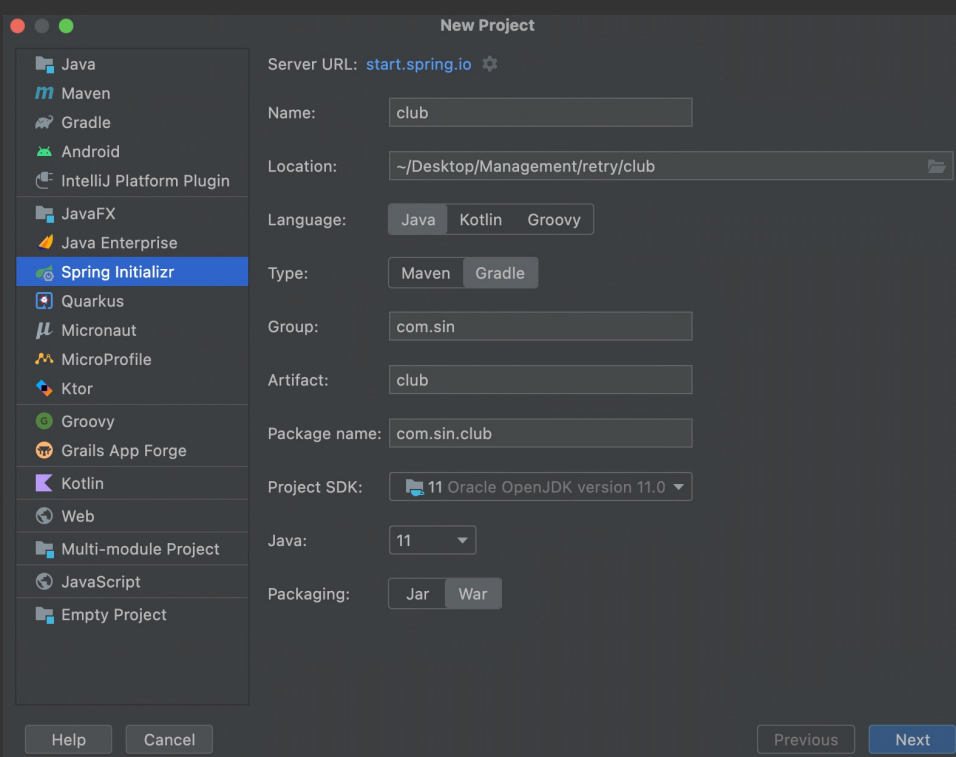 New Project
Java
Maven
Gradle
Android
IntelliJ Platform Plugin
JavaFX
Java Enterprise
Spring Initializr
Quarkus
Micronaut
MicroProfile
Ktor
Groovy
Grails App Forge
Kotlin
Web
Multi-module Project
JavaScript
Empty Project
Server URL: start.spring.io
Name: club
Location: ~/Desktop/Management/retry/club
Language: Java Kotlin Groovy
Type: Maven Gradle
Group: com.sin
Artifact: club
Package name: com.sin.club
Project SDK: 11 Oracle OpenJDK version 11.0
Java: 11
Packaging: Jar War
Help Cancel Previous Next